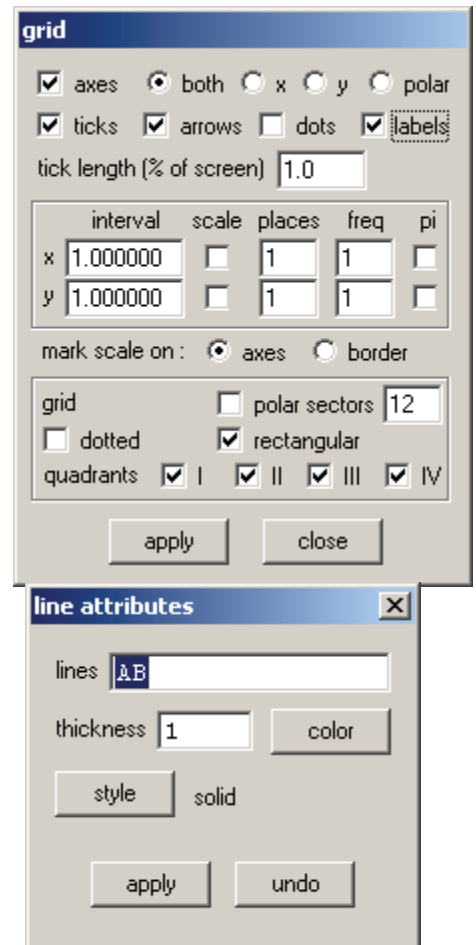 grid
axes both x y polar
ticks arrows dots labels
tick length (% of screen) 1.0
interval scale places freq pi
x 1.000000 1 1
y 1.000000 1 1
mark scale on : axes border
grid polar sectors 12
dotted rectangular
quadrants I II III IV
apply close
line attributes
lines AB
thickness 1 color
style solid
apply undo